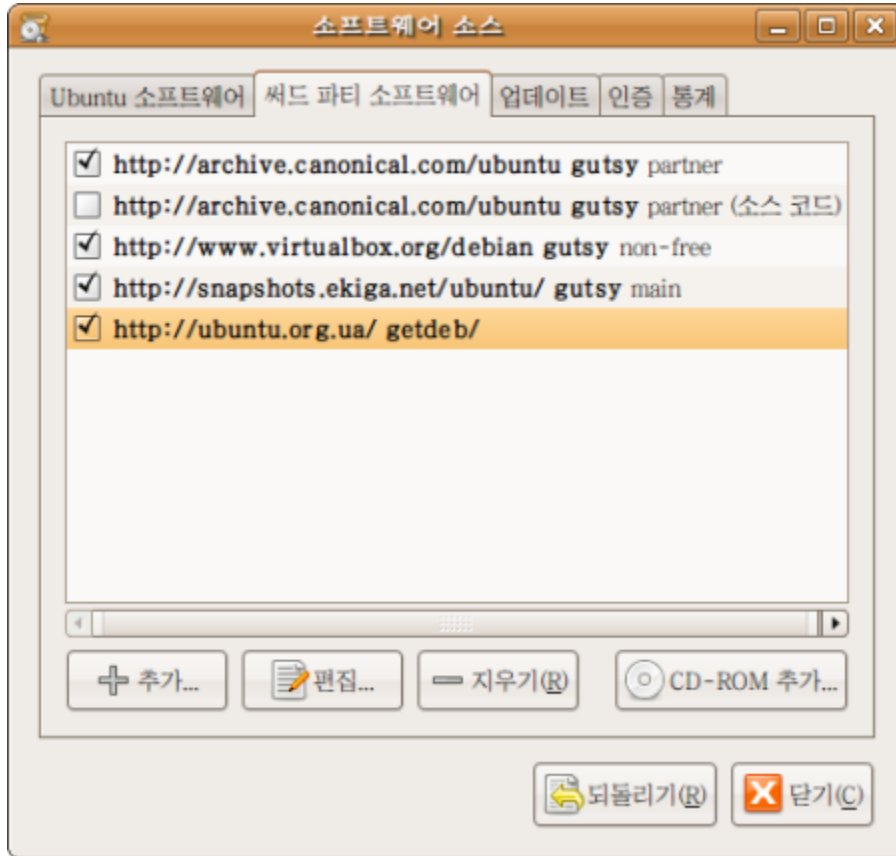 소프트웨어 소스
Ubuntu 소프트웨어 써드 파티 소프트웨어 업데이트 인증 통계
http://archive.canonical.com/ubuntu gutsy partner
http://archive.canonical.com/ubuntu gutsy partner (소스 코드)
http://www.virtualbox.org/debian gutsy non-free
http://snapshots.ekiga.net/ubuntu/ gutsy main
http://ubuntu.org.ua/ getdeb/
추가... 편집... 지우기(R) CD-ROM 추가...
되돌리기(R) 닫기(C)